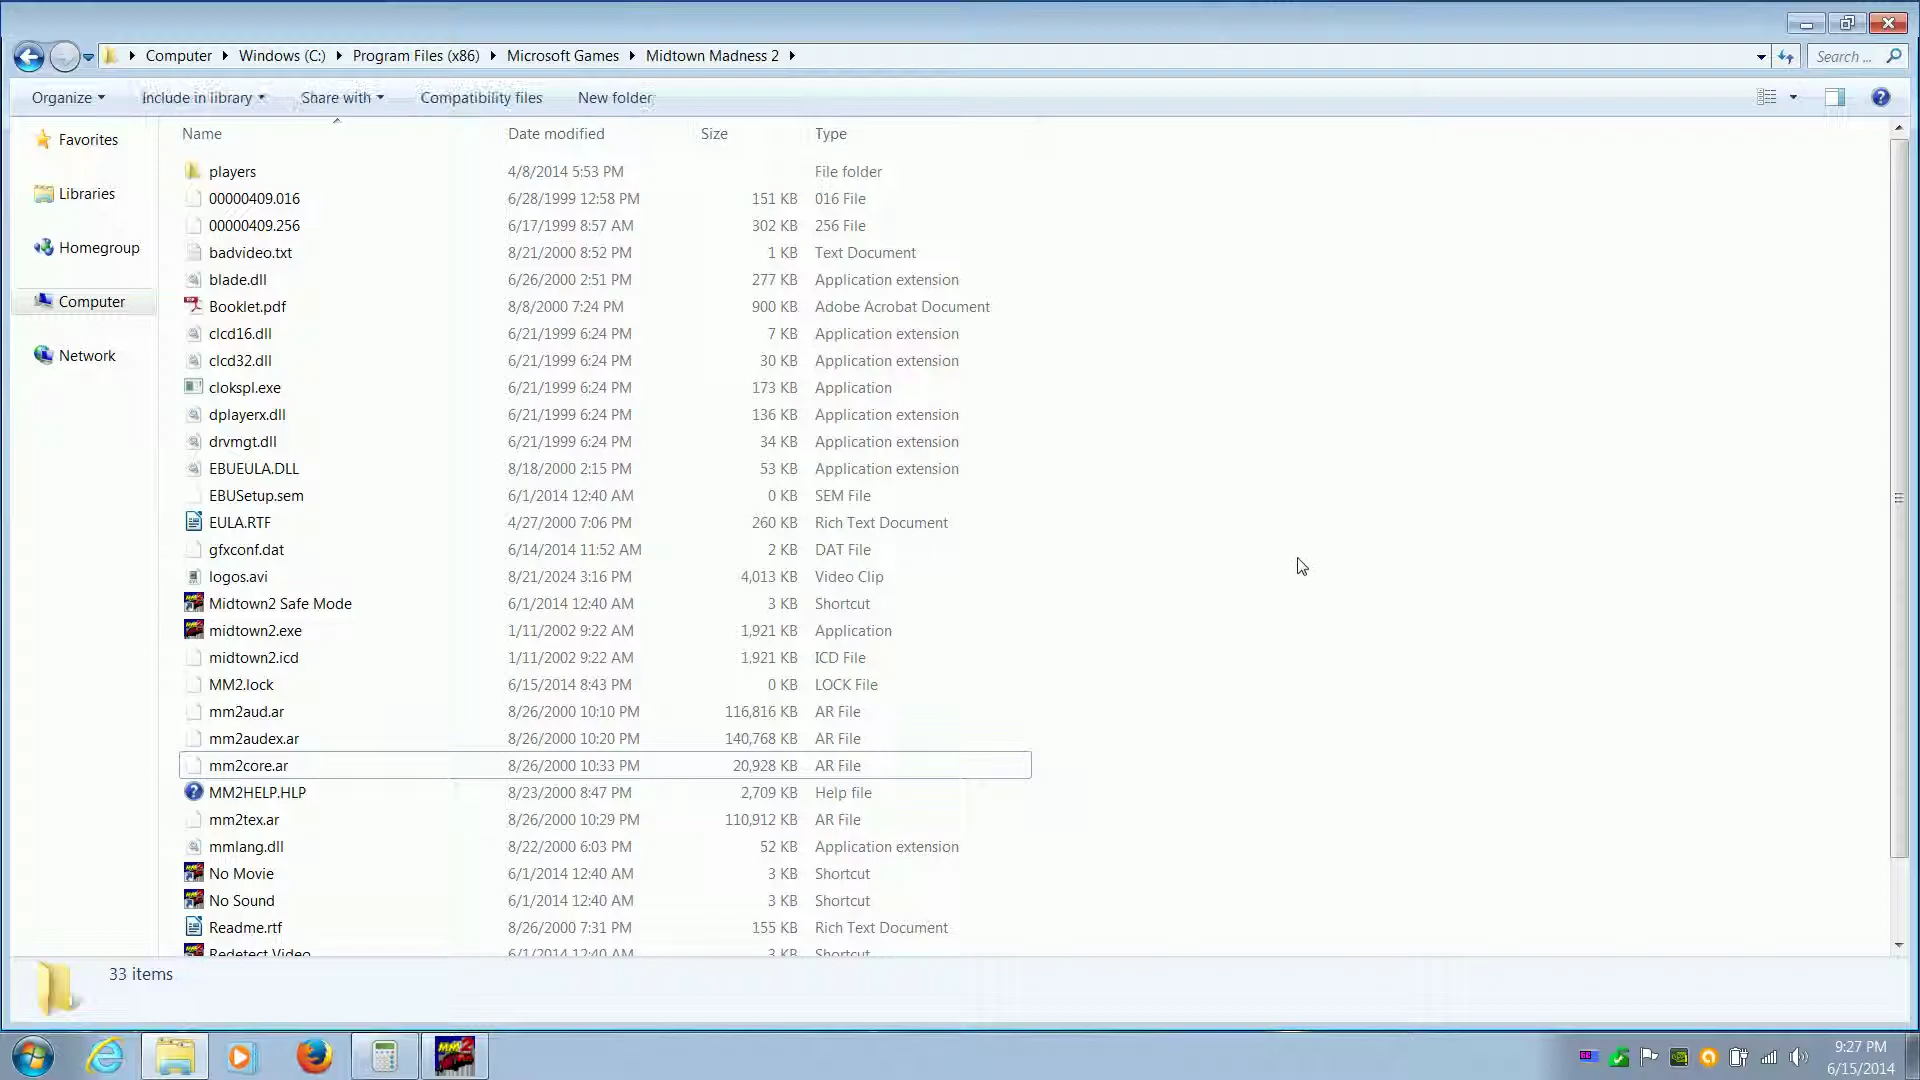 Computer Windows (C:) Program Files (x86) Microsoft Games Midtown Madness 2 Search ...
Organize Include in library Share with Compatibility files New folder
Favorites
Libraries
Homegroup
Computer
Network
Name Date modified Size Type
players 4/8/2014 5:53 PM File folder
00000409.016 6/28/1999 12:58 PM 151 KB 016 File
00000409.256 6/17/1999 8:57 AM 302 KB 256 File
badvideo.txt 8/21/2000 8:52 PM 1 KB Text Document
blade.dll 6/26/2000 2:51 PM 277 KB Application extension
Booklet.pdf 8/8/2000 7:24 PM 900 KB Adobe Acrobat Document
clcd16.dll 6/21/1999 6:24 PM 7 KB Application extension
clcd32.dll 6/21/1999 6:24 PM 30 KB Application extension
clokspl.exe 6/21/1999 6:24 PM 173 KB Application
dplayerx.dll 6/21/1999 6:24 PM 136 KB Application extension
drvmgt.dll 6/21/1999 6:24 PM 34 KB Application extension
EBUEULA.DLL 8/18/2000 2:15 PM 53 KB Application extension
EBUSetup.sem 6/1/2014 12:40 AM 0 KB SEM File
EULA.RTF 4/27/2000 7:06 PM 260 KB Rich Text Document
gfxconf.dat 6/14/2014 11:52 AM 2 KB DAT File
logos.avi 8/21/2024 3:16 PM 4,013 KB Video Clip
Midtown2 Safe Mode 6/1/2014 12:40 AM 3 KB Shortcut
midtown2.exe 1/11/2002 9:22 AM 1,921 KB Application
midtown2.icd 1/11/2002 9:22 AM 1,921 KB ICD File
MM2.lock 6/15/2014 8:43 PM 0 KB LOCK File
mm2aud.ar 8/26/2000 10:10 PM 116,816 KB AR File
mm2audex.ar 8/26/2000 10:20 PM 140,768 KB AR File
mm2core.ar 8/26/2000 10:33 PM 20,928 KB AR File
MM2HELP.HLP 8/23/2000 8:47 PM 2,709 KB Help file
mm2tex.ar 8/26/2000 10:29 PM 110,912 KB AR File
mmlang.dll 8/22/2000 6:03 PM 52 KB Application extension
No Movie 6/1/2014 12:40 AM 3 KB Shortcut
No Sound 6/1/2014 12:40 AM 3 KB Shortcut
Readme.rtf 8/26/2000 7:31 PM 155 KB Rich Text Document
Redetect Video 6/1/2014 12:40 AM 3 KB Shortcut
33 items
9:27 PM
6/15/2014